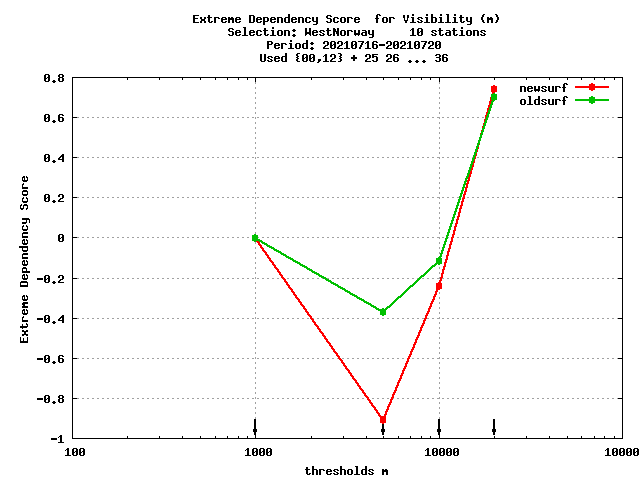 Extreme Dependency Score  for Visibility (m)
Selection: WestNorway     10 stations
Period: 20210716-20210720
Used {00,12} + 25 26 ... 36
newsurf
oldsurf
Extreme Dependency Score
0.8
0.6
0.4
0.2
0
-0.2
-0.4
-0.6
-0.8
-1
100
1000
10000
10000
thresholds m